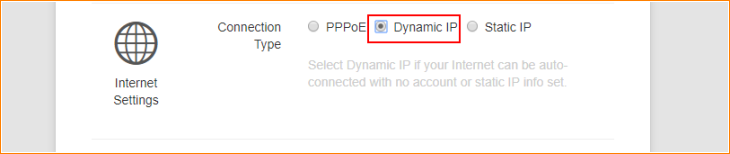 Connection Type
PPPoE Dynamic IP Static IP
Select Dynamic IP if your Internet can be auto-
connected with no account or static IP info set.
Internet
Settings